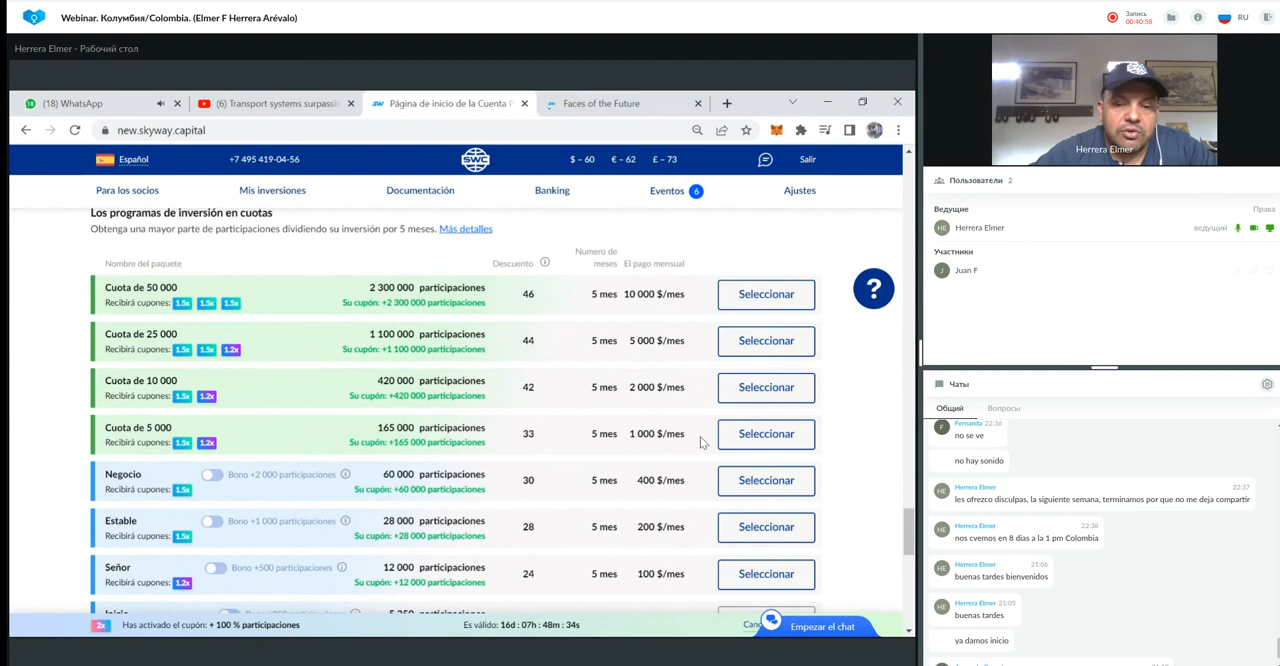 Webinar. Колумбия/Colombia. (Elmer F Herrera Arévalo)
Запись
00:40:58
RU
Herrera Elmer - Рабочий стол
(18) WhatsApp
(6) Transport systems surpassin
Página de inicio de la Cuenta P
Faces of the Future
new.skyway.capital
Español
+7 495 419-04-56
SWC
$ – 60 € – 62 £ – 73
Salir
Para los socios
Mis inversiones
Documentación
Banking
Eventos 6
Ajustes
Los programas de inversión en cuotas
Obtenga una mayor parte de participaciones dividiendo su inversión por 5 meses. Más detalles
Nombre del paquete
Descuento
Numero de
meses
El pago mensual
Cuota de 50 000
2 300 000 participaciones
Recibirá cupones: 1.5x 1.5x 1.5x
Su cupón: +2 300 000 participaciones
46
5 mes
10 000 $/mes
Seleccionar
?
Cuota de 25 000
1 100 000 participaciones
Recibirá cupones: 1.5x 1.5x 1.2x
Su cupón: +1 100 000 participaciones
44
5 mes
5 000 $/mes
Seleccionar
Cuota de 10 000
420 000 participaciones
Recibirá cupones: 1.5x 1.2x
Su cupón: +420 000 participaciones
42
5 mes
2 000 $/mes
Seleccionar
Cuota de 5 000
165 000 participaciones
Recibirá cupones: 1.5x 1.2x
Su cupón: +165 000 participaciones
33
5 mes
1 000 $/mes
Seleccionar
Negocio
Bono +2 000 participaciones
60 000 participaciones
Recibirá cupones: 1.5x
Su cupón: +60 000 participaciones
30
5 mes
400 $/mes
Seleccionar
Estable
Bono +1 000 participaciones
28 000 participaciones
Recibirá cupones: 1.5x
Su cupón: +28 000 participaciones
28
5 mes
200 $/mes
Seleccionar
Señor
Bono +500 participaciones
12 000 participaciones
Recibirá cupones: 1.2x
Su cupón: +12 000 participaciones
24
5 mes
100 $/mes
Seleccionar
2x
Has activado el cupón: + 100 % participaciones
Es válido: 16d : 07h : 48m : 34s
Empezar el chat
Herrera Elmer
Пользователи 2
Ведущие
Права
HE
Herrera Elmer
ведущий
Участники
J
Juan F
Чаты
Общий
Вопросы
F
Fernanda 22:36
no se ve
no hay sonido
HE
Herrera Elmer
22:37
les ofrezco disculpas, la siguiente semana, terminamos por que no me deja compartir
HE
Herrera Elmer
22:38
nos cvemos en 8 dias a la 1 pm Colombia
HE
Herrera Elmer 21:06
buenas tardes bienvenidos
HE
Herrera Elmer 21:05
buenas tardes
ya damos inicio